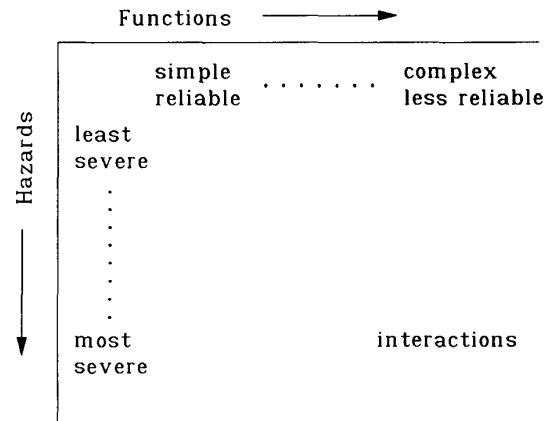 Functions
simple complex
reliable . . . . . . . less reliable
Hazards
least
severe
most interactions
severe